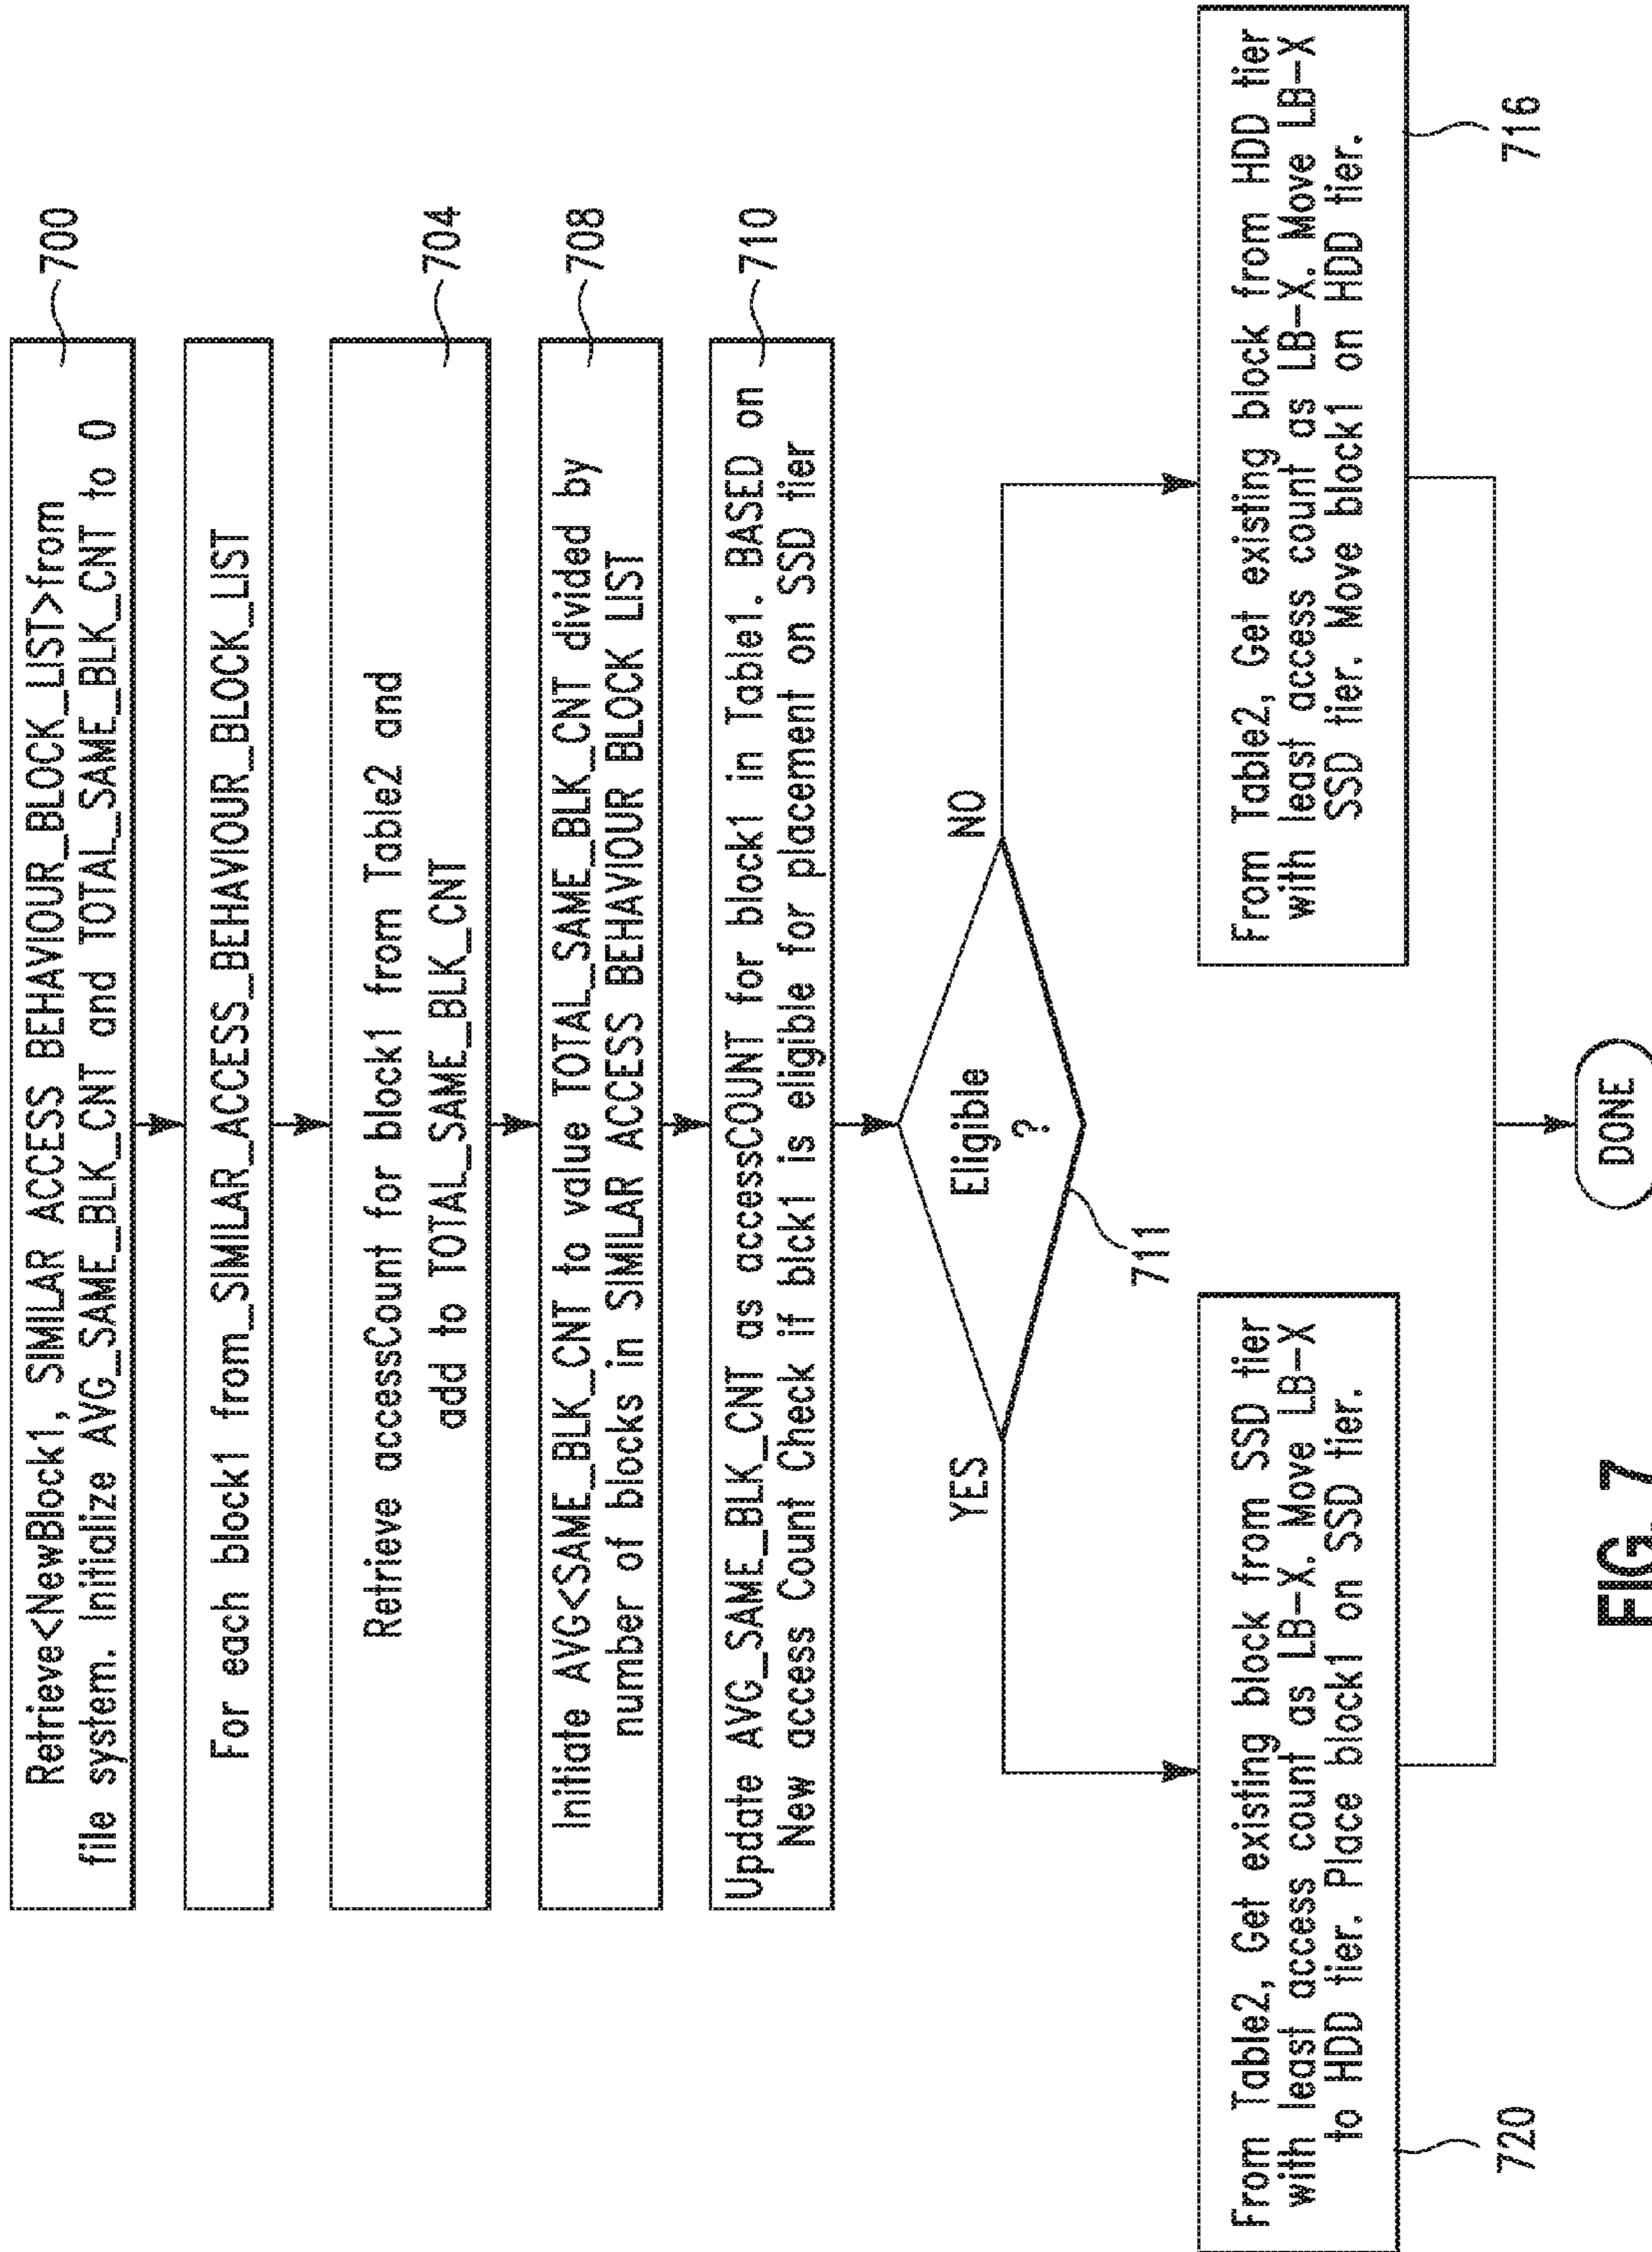 Retrieve<NewBlock1, SIMILAR ACCESS BEHAVIOUR_BLOCK_LIST>from
file system. Initialize AVG_SAME_BLK_CNT and TOTAL_SAME_BLK_CNT to 0
700
For each block1 from_SIMILAR_ACCESS_BEHAVIOUR_BLOCK_LIST
Retrieve accessCount for block1 from Table2 and
add to TOTAL_SAME_BLK_CNT
704
Initiate AVG<SAME_BLK_CNT to value TOTAL_SAME_BLK_CNT divided by
number of blocks in SIMILAR ACCESS BEHAVIOUR BLOCK LIST
708
Update AVG_SAME_BLK_CNT as accessCOUNT for block1 in Table1. BASED on
New access Count Check if blck1 is eligible for placement on SSD tier
710
Eligible
?
711
YES
NO
From Table2, Get existing block from SSD tier
with least access count as LB-X. Move LB-X
to HDD tier. Place block1 on SSD tier.
720
From Table2, Get existing block from HDD tier
with least access count as LB-X. Move LB-X
SSD tier. Move block1 on HDD tier.
716
DONE
FIG. 7